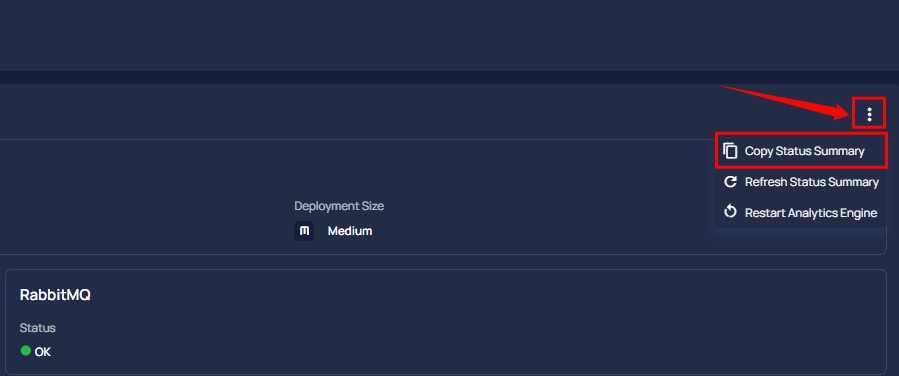 Copy Status Summary
Refresh Status Summary
Restart Analytics Engine
Deployment Size
m Medium
RabbitMQ
Status
OK